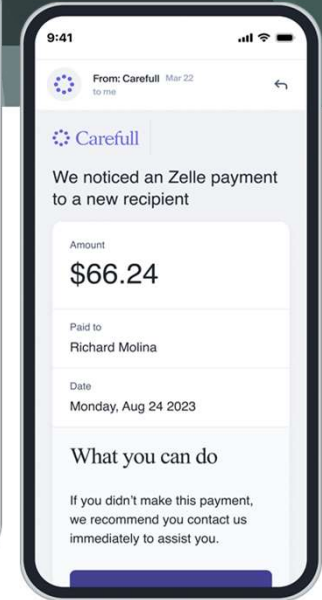 9:41
From: Carefull Mar 22
to me
Carefull
We noticed an Zelle payment
to a new recipient
Amount
$66.24
Paid to
Richard Molina
Date
Monday, Aug 24 2023
What you can do
If you didn't make this payment,
we recommend you contact us
immediately to assist you.